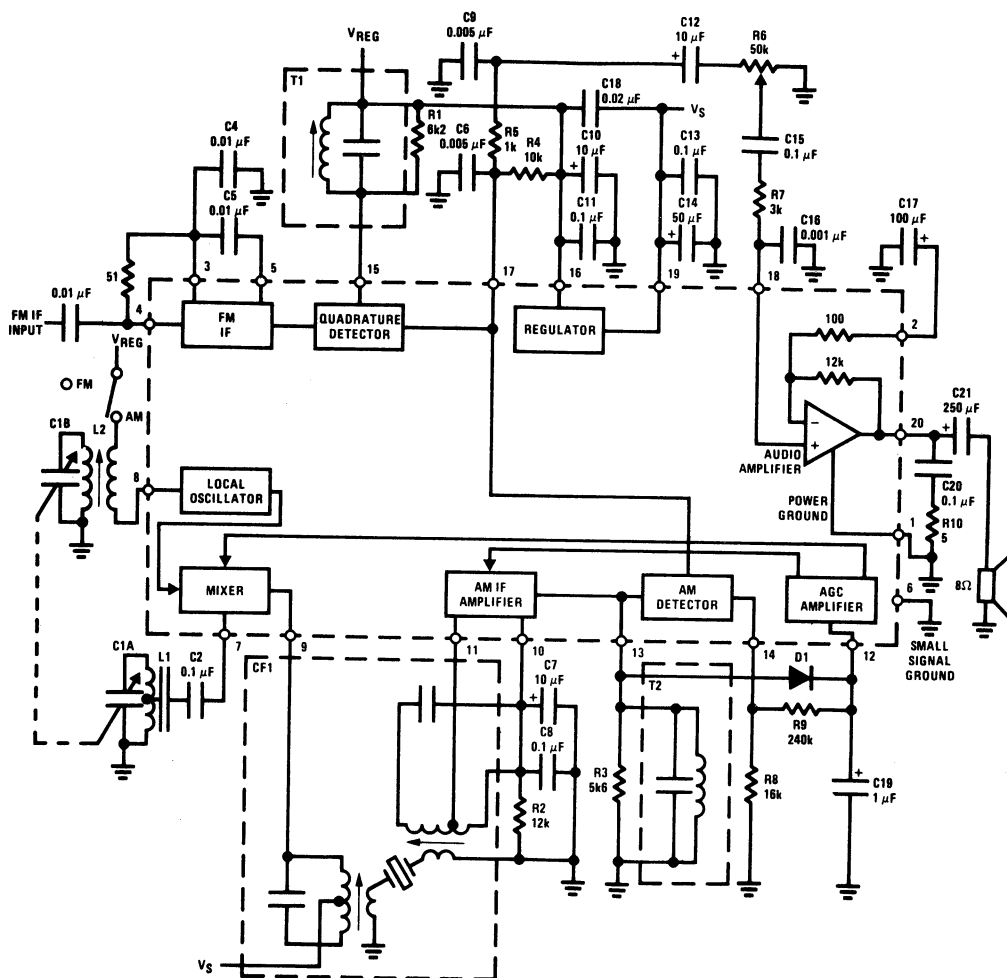 C9
0.005 µF
C12
10 µF
+
R6
50k
VREG
T1
C18
0.02 µF
VS
R1
6k2
C4
0.01 µF
C6
0.005 µF
R5
1k
R4
10k
C10
10 µF
+
C13
0.1 µF
C15
0.1 µF
C5
0.01 µF
C11
0.1 µF
C14
50 µF
+
R7
3k
C16
0.001 µF
C17
100 µF
+
51
3
5
15
17
16
19
18
0.01 µF
4
FM IF
INPUT
FM
IF
QUADRATURE
DETECTOR
REGULATOR
100
2
VREG
FM
AM
12k
C1B
L2
−
+
AUDIO
AMPLIFIER
20
C21
250 µF
+
8
LOCAL
OSCILLATOR
POWER
GROUND
C20
0.1 µF
1
R10
5
MIXER
AM IF
AMPLIFIER
AM
DETECTOR
AGC
AMPLIFIER
6
8Ω
7
9
11
10
13
14
12
SMALL
SIGNAL
GROUND
C1A
L1
C2
0.1 µF
CF1
C7
10 µF
+
T2
D1
C8
0.1 µF
R9
240k
R2
12k
R3
5k6
R8
16k
+
C19
1 µF
VS